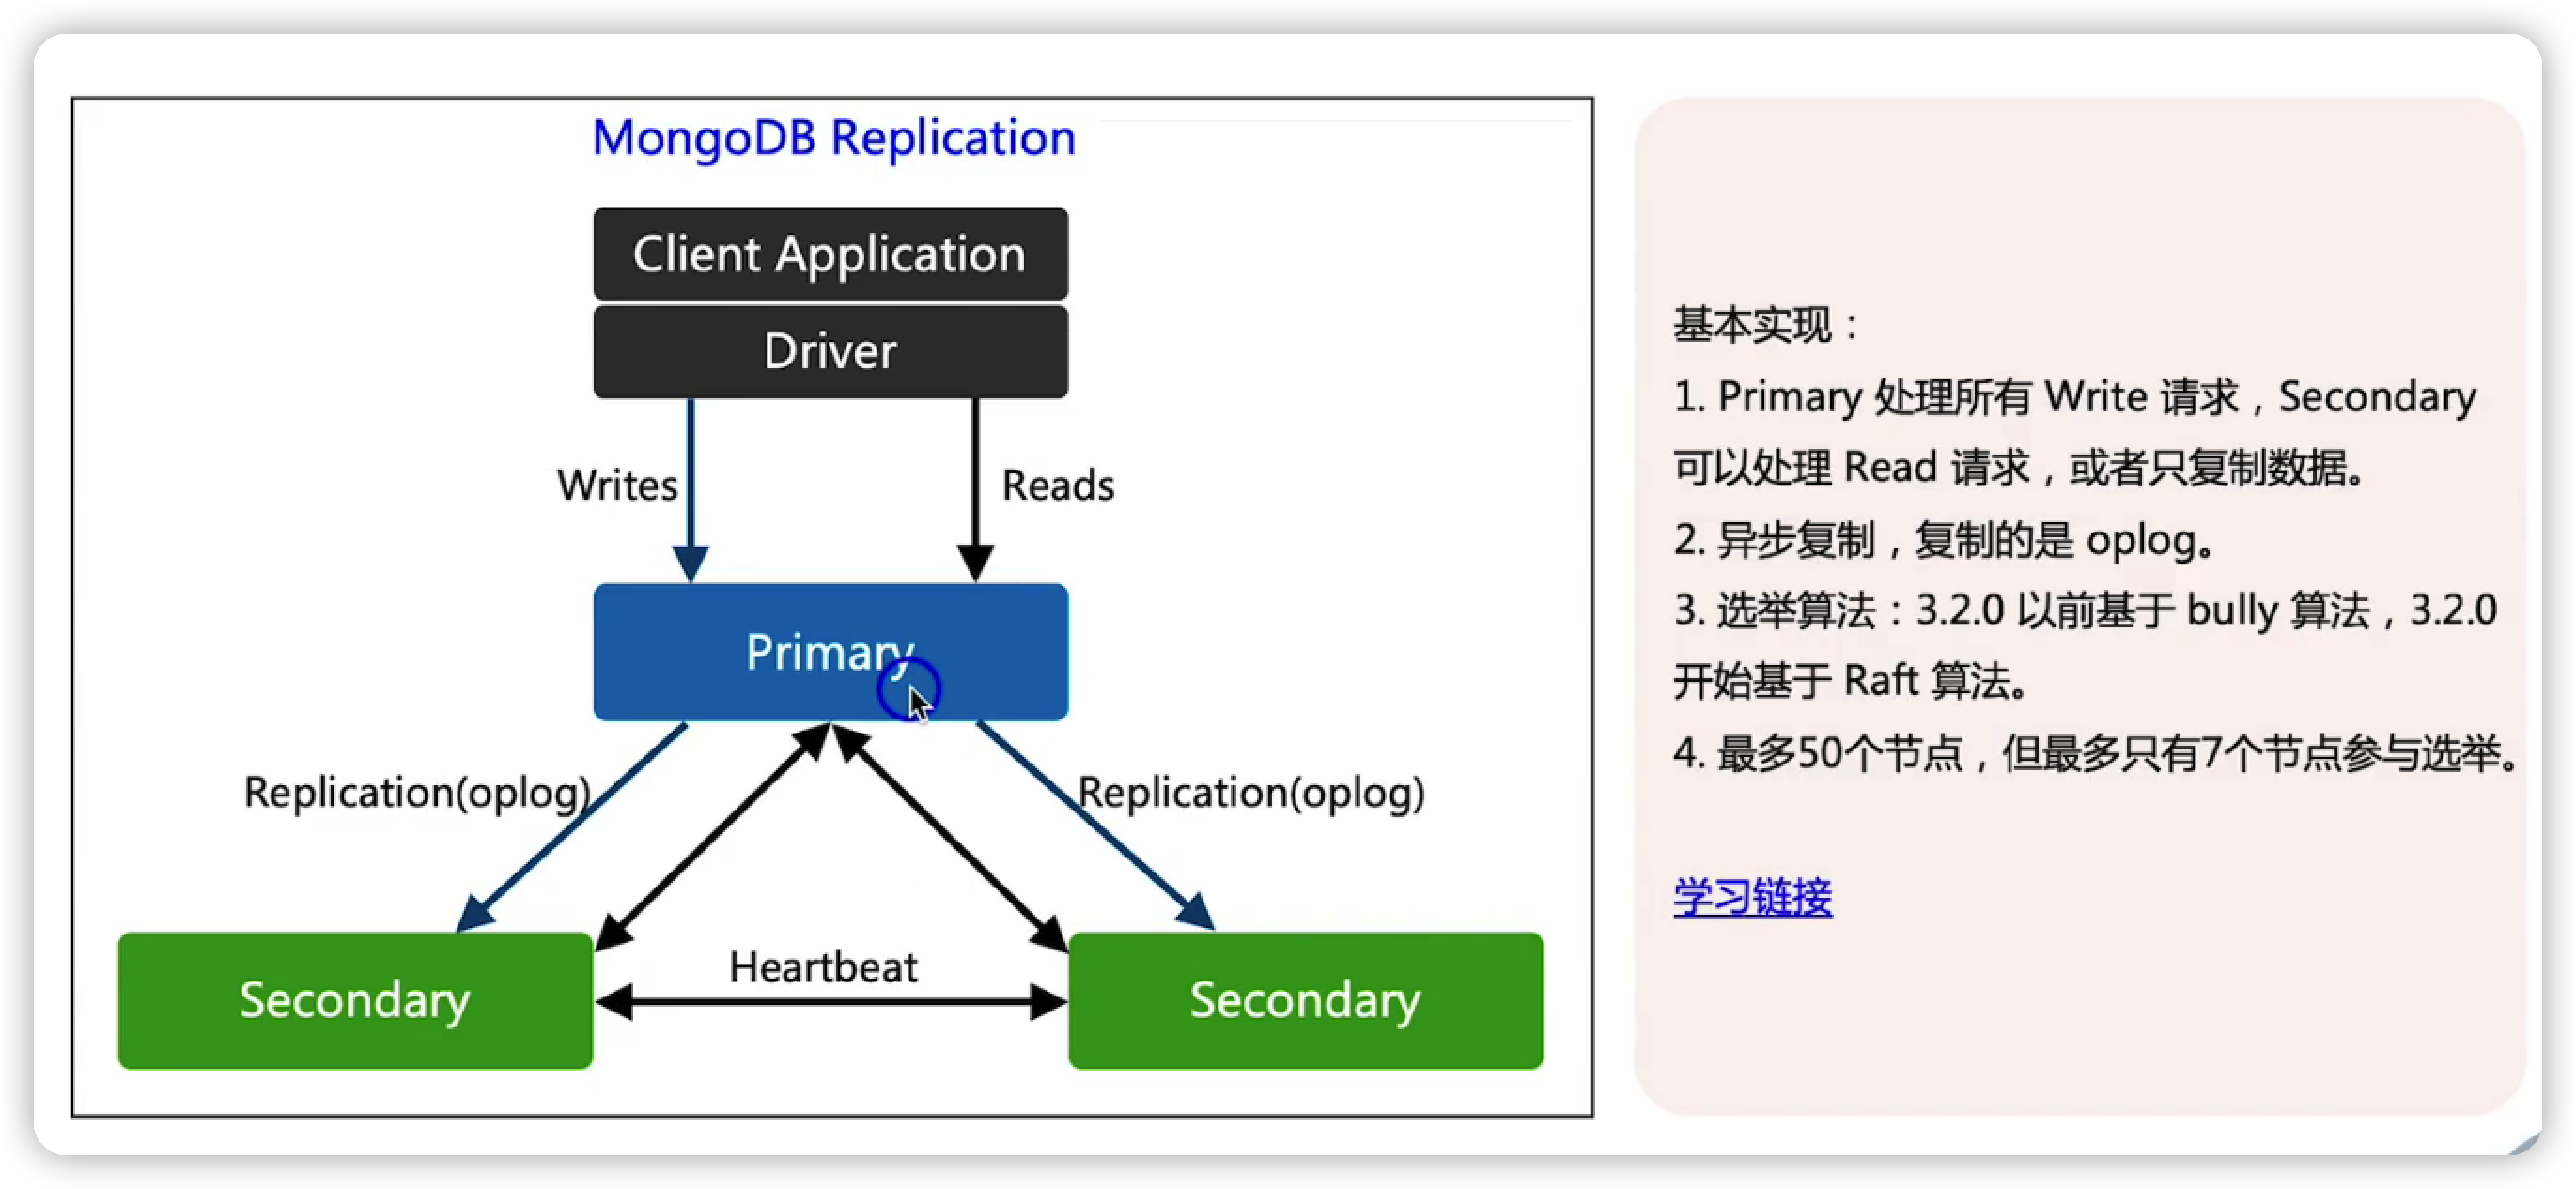 MongoDB Replication
Client Application
Driver
Writes
Reads
Primary
Replication(oplog)
Replication(oplog)
Heartbeat
Secondary
Secondary
基本实现：
1. Primary 处理所有 Write 请求，Secondary
可以处理 Read 请求，或者只复制数据。
2. 异步复制，复制的是 oplog。
3. 选举算法：3.2.0 以前基于 bully 算法，3.2.0
开始基于 Raft 算法。
4. 最多50个节点，但最多只有7个节点参与选举。
学习链接